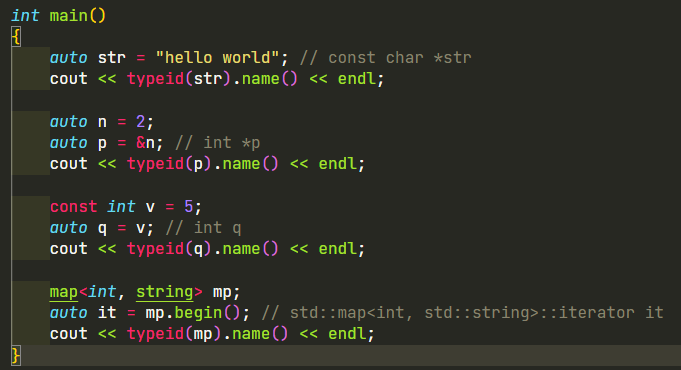 int main()
{
    auto str = "hello world"; // const char *str
    cout << typeid(str).name() << endl;

    auto n = 2;
    auto p = &n; // int *p
    cout << typeid(p).name() << endl;

    const int v = 5;
    auto q = v; // int q
    cout << typeid(q).name() << endl;

    map<int, string> mp;
    auto it = mp.begin(); // std::map<int, std::string>::iterator it
    cout << typeid(mp).name() << endl;
}